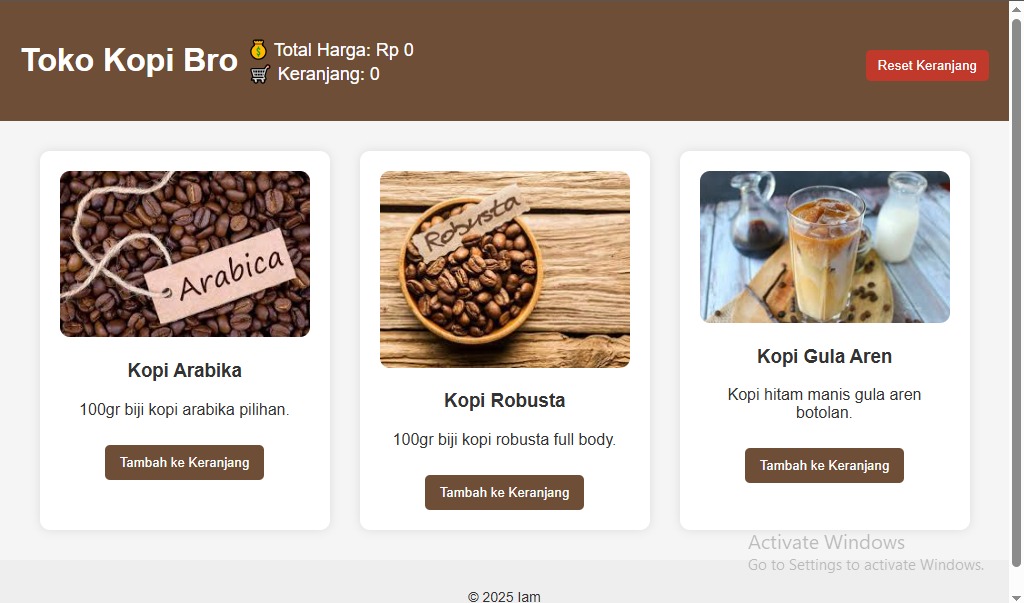 Toko Kopi Bro
💰 Total Harga: Rp 0
🛒 Keranjang: 0
Reset Keranjang
Arabica
Kopi Arabika
100gr biji kopi arabika pilihan.
Tambah ke Keranjang
Robusta
Kopi Robusta
100gr biji kopi robusta full body.
Tambah ke Keranjang
Kopi Gula Aren
Kopi hitam manis gula aren
botolan.
Tambah ke Keranjang
Activate Windows
Go to Settings to activate Windows.
© 2025 Iam